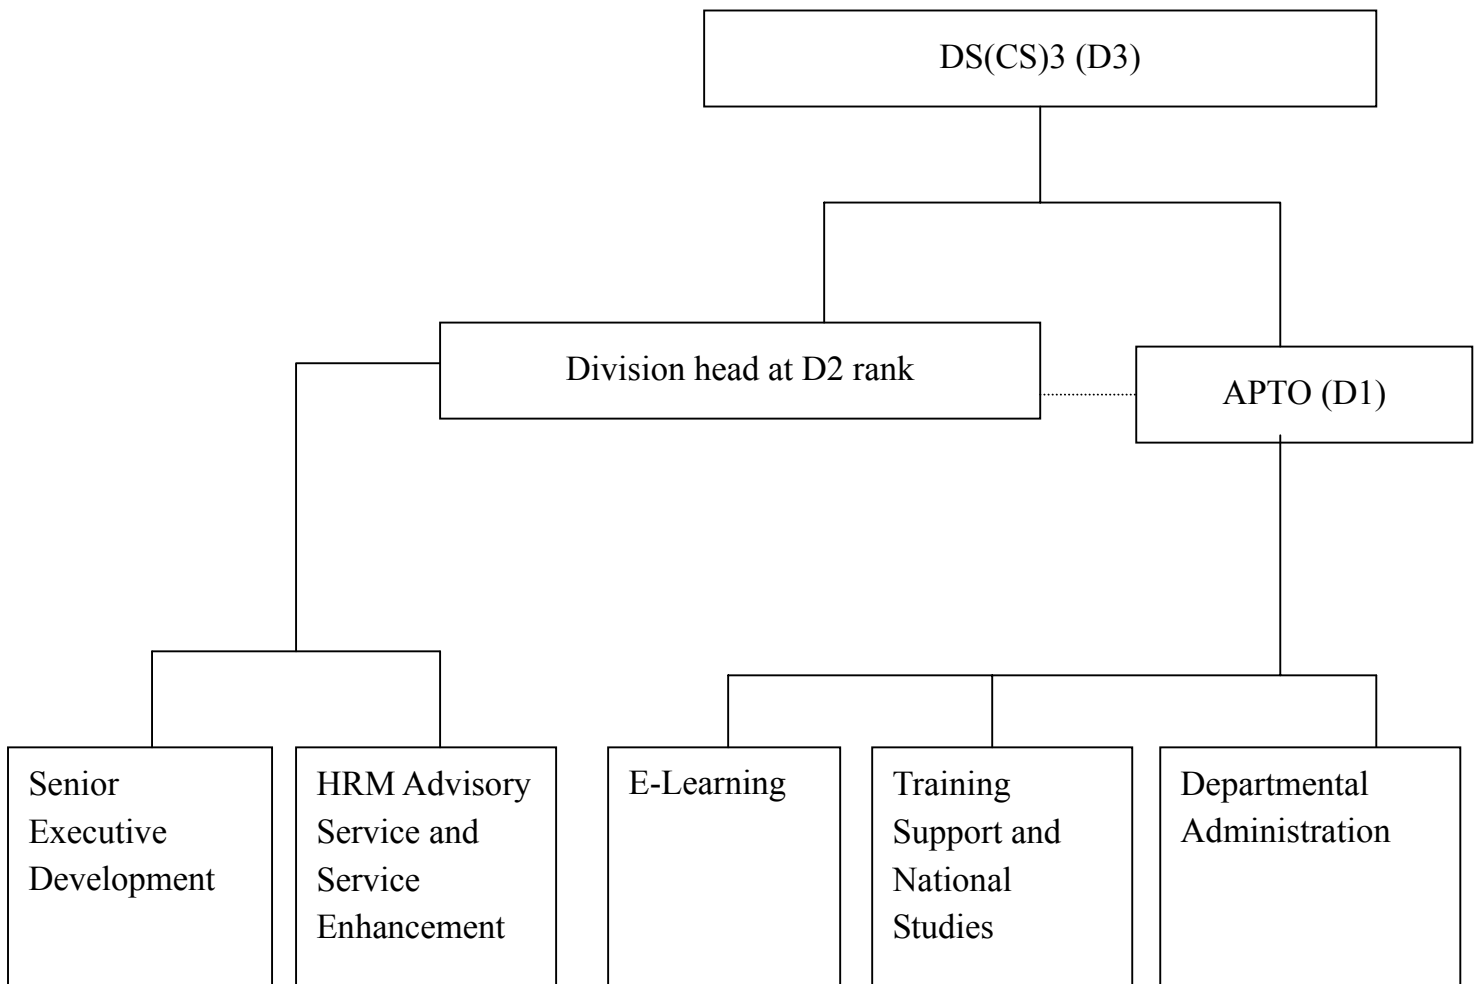 DS(CS)3 (D3)
Division head at D2 rank
APTO (D1)
Senior
Executive
Development
HRM Advisory
Service and
Service
Enhancement
E-Learning
Training
Support and
National
Studies
Departmental
Administration